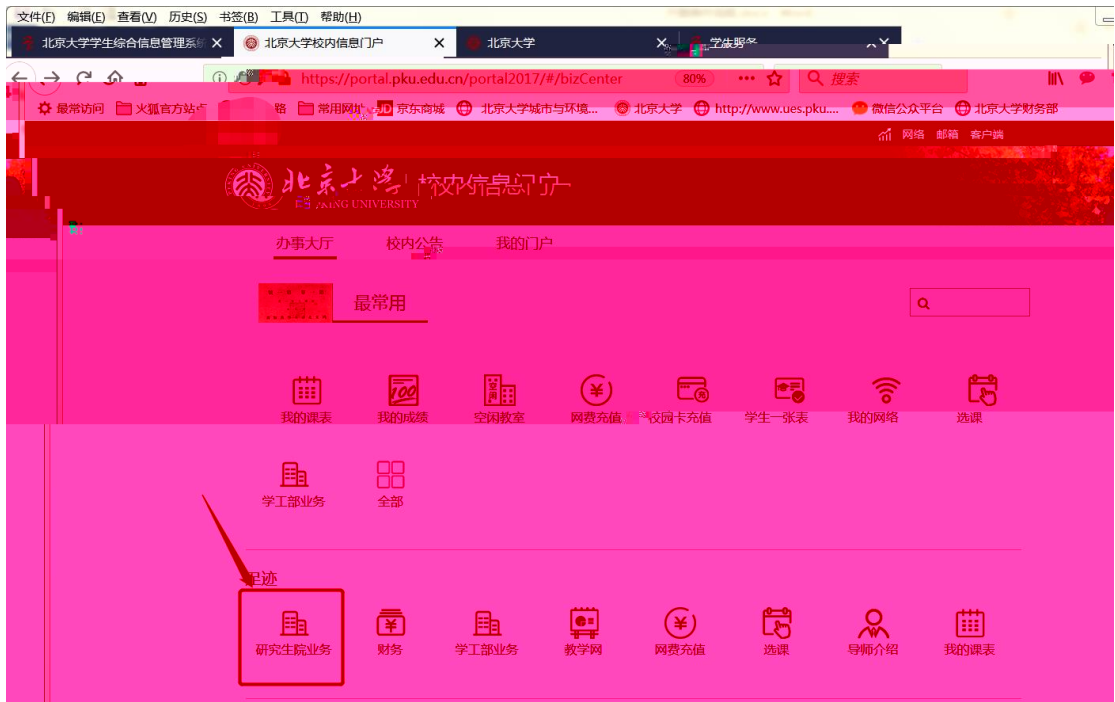 文件(F) 编辑(E) 查看(V) 历史(S) 书签(B) 工具(T) 帮助(H)
北京大学学生综合信息管理系统 × 北京大学校内信息门户 × 北京大学 ×
https://portal.pku.edu.cn/portal2017/#/bizCenter 80% 搜索
最常访问 火狐官方站点 常用网址 JD 京东商城 北京大学城市与环境... 北京大学 http://www.ues.pku.... 微信公众平台 北京大学财务部
网络 邮箱 客户端
北京大学 校内信息门户
UNIVERSITY
办事大厅 校内公告 我的门户
最常用
我的课表 我的成绩 空闲教室 网费充值 校园卡充值 学生一张表 我的网络 选课
学工部业务 全部
足迹
研究生院业务 财务 学工部业务 教学网 网费充值 选课 导师介绍 我的课表